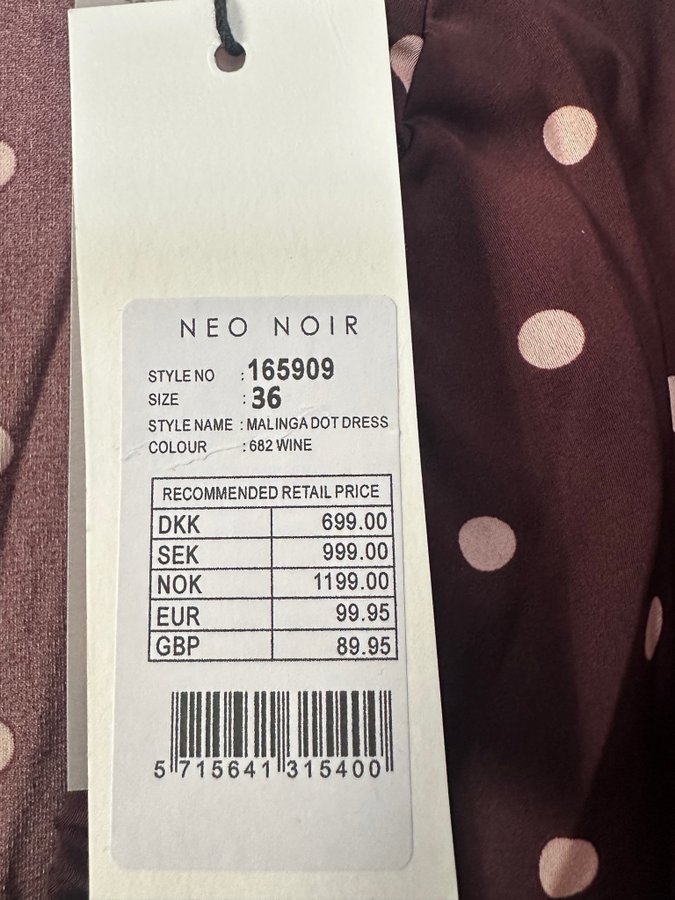 NEO NOIR
STYLE NO : 165909
SIZE : 36
STYLE NAME : MALINGA DOT DRESS
COLOUR : 682 WINE
RECOMMENDED RETAIL PRICE
DKK 699.00
SEK 999.00
NOK 1199.00
EUR 99.95
GBP 89.95
5 715641 315400